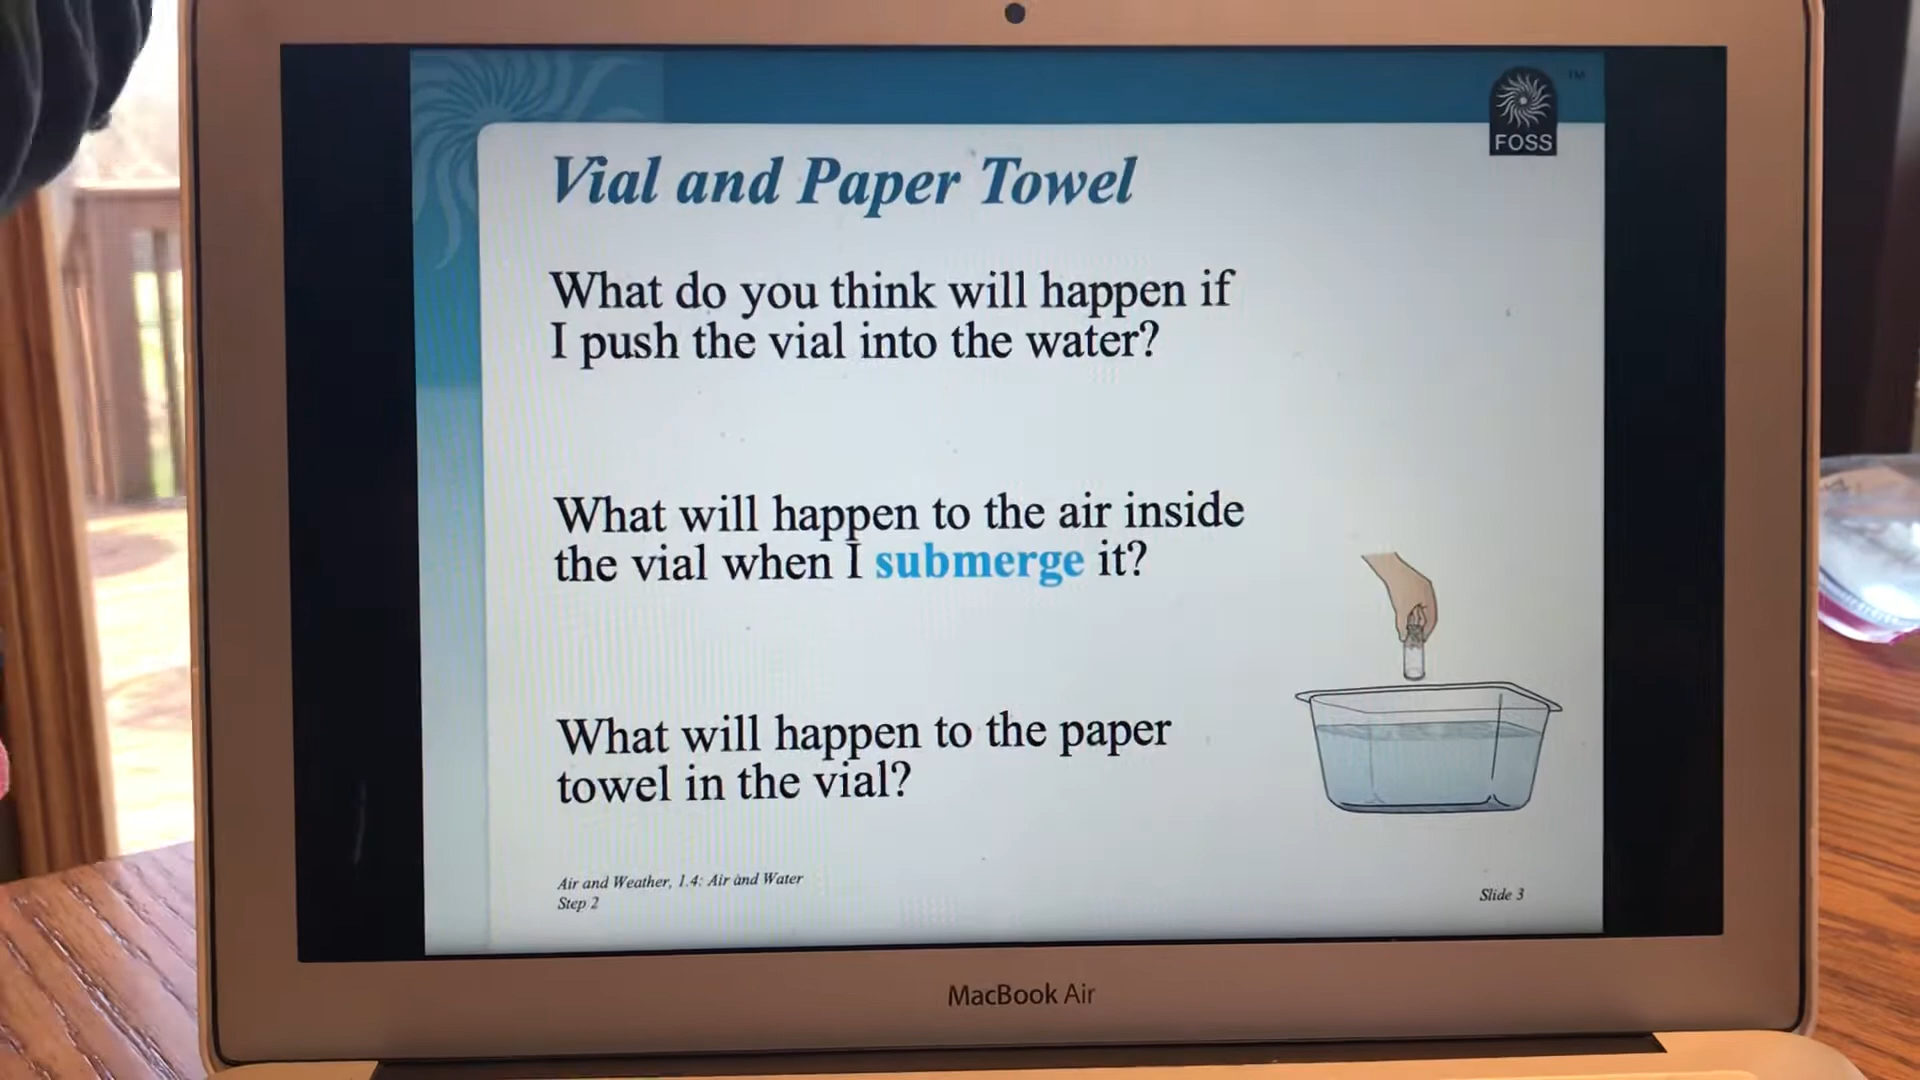 TM
FOSS
Vial and Paper Towel
What do you think will happen if
I push the vial into the water?
What will happen to the air inside
the vial when I submerge it?
What will happen to the paper
towel in the vial?
Air and Weather, 1.4: Air and Water
Step 2
Slide 3
MacBook Air